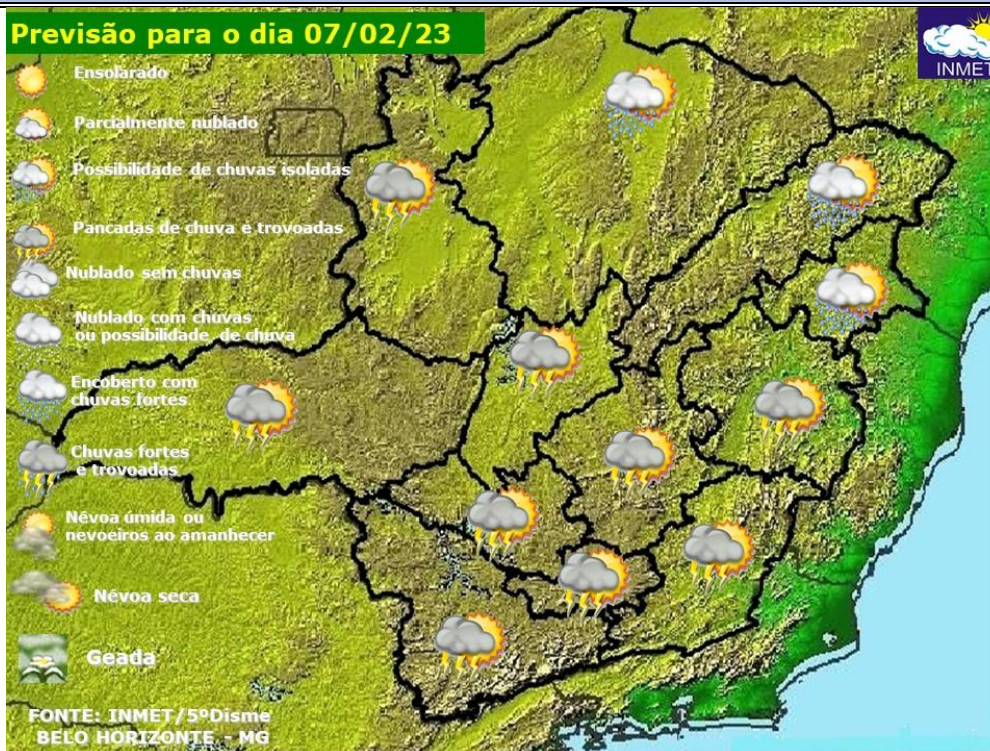 Previsão para o dia 07/02/23
INMET
Ensolarado
Parcialmente nublado
Possibilidade de chuvas isoladas
Pancadas de chuva e trovoadas
Nublado sem chuvas
Nublado com chuvas
ou possibilidade de chuva
Encoberto com
chuvas fortes
Chuvas fortes
e trovoadas
Névoa úmida ou
nevoeiros ao amanhecer
Névoa seca
Geada
FONTE: INMET/5ºDisme
BELO HORIZONTE - MG